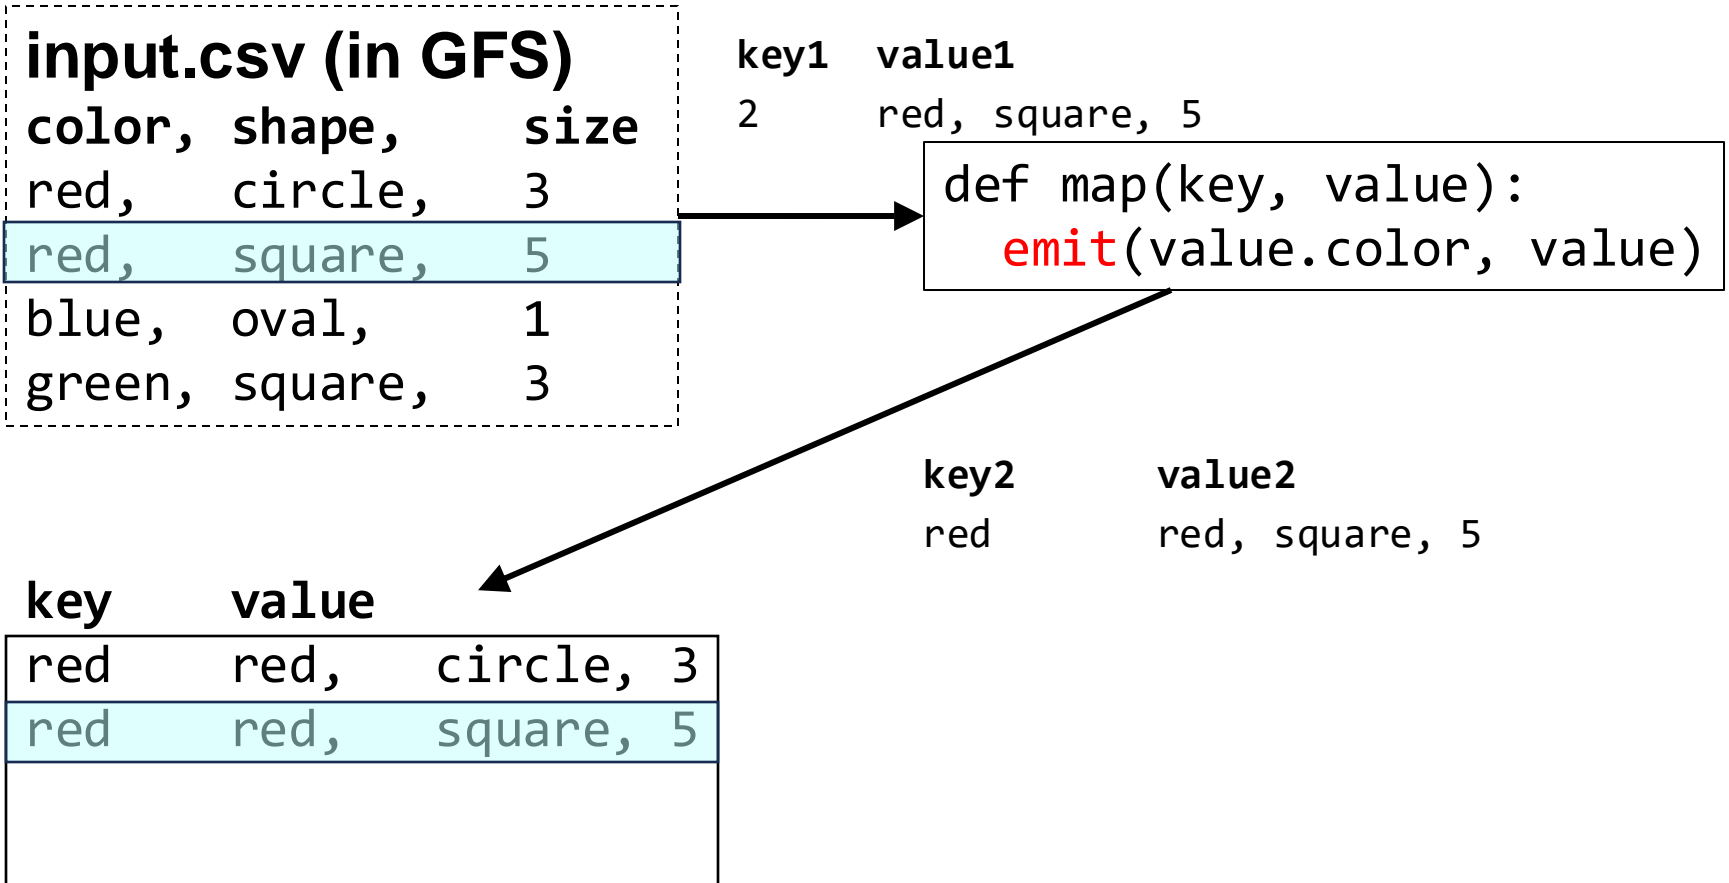 input.csv (in GFS)
color, shape, size
red, circle, 3
red, square, 5
blue, oval, 1
green, square, 3
key1 value1
2 red, square, 5
def map(key, value):
emit(value.color, value)
key2 value2
red red, square, 5
key value
red red, circle, 3
red red, square, 5